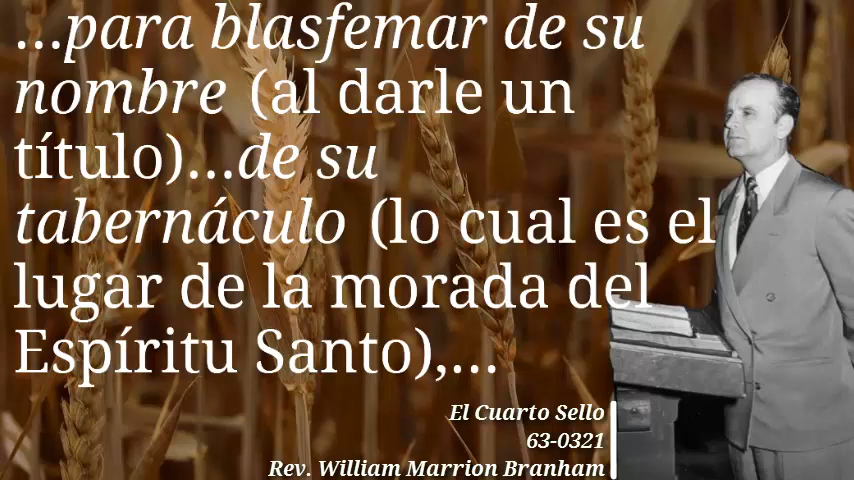 ...para blasfemar de su
nombre (al darle un
título)...de su
tabernáculo (lo cual es el
lugar de la morada del
Espíritu Santo),...
El Cuarto Sello
63-0321
Rev. William Marrion Branham